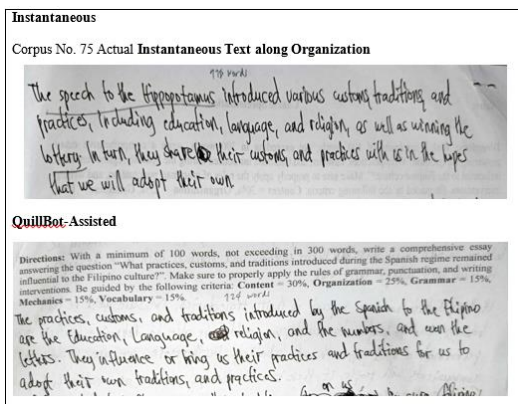 Instantaneous
Corpus No. 75 Actual Instantaneous Text along Organization
words
The speech to the Hippopotamus introduced various customs, traditions, and
practices, Including education, language, and religion, as well as winning the
lottery. In turn, they share their customs, and practices with us in the hopes
that we will adopt their own
QuillBot-Assisted
Directions: With a minimum of 100 words, not exceeding in 300 words, write a comprehensive essay
answering the question "What practices, customs, and traditions introduced during the Spanish regime remained
influential to the Filipino culture?". Make sure to properly apply the rules of grammar, punctuation, and writing
interventions. Be guided by the following criteria: Content - 30%, Organization - 25%, Grammar - 15%,
Mechanics - 15%, Vocabulary - 15%.
124 words
The practices, customs, and traditions introduced by the Spanish to the Filipino
are the Education, Language, religion, and the numbers, and even the
letters. They influence or bring us their practices and traditions for us to
adopt their own traditions, and practices.
on us